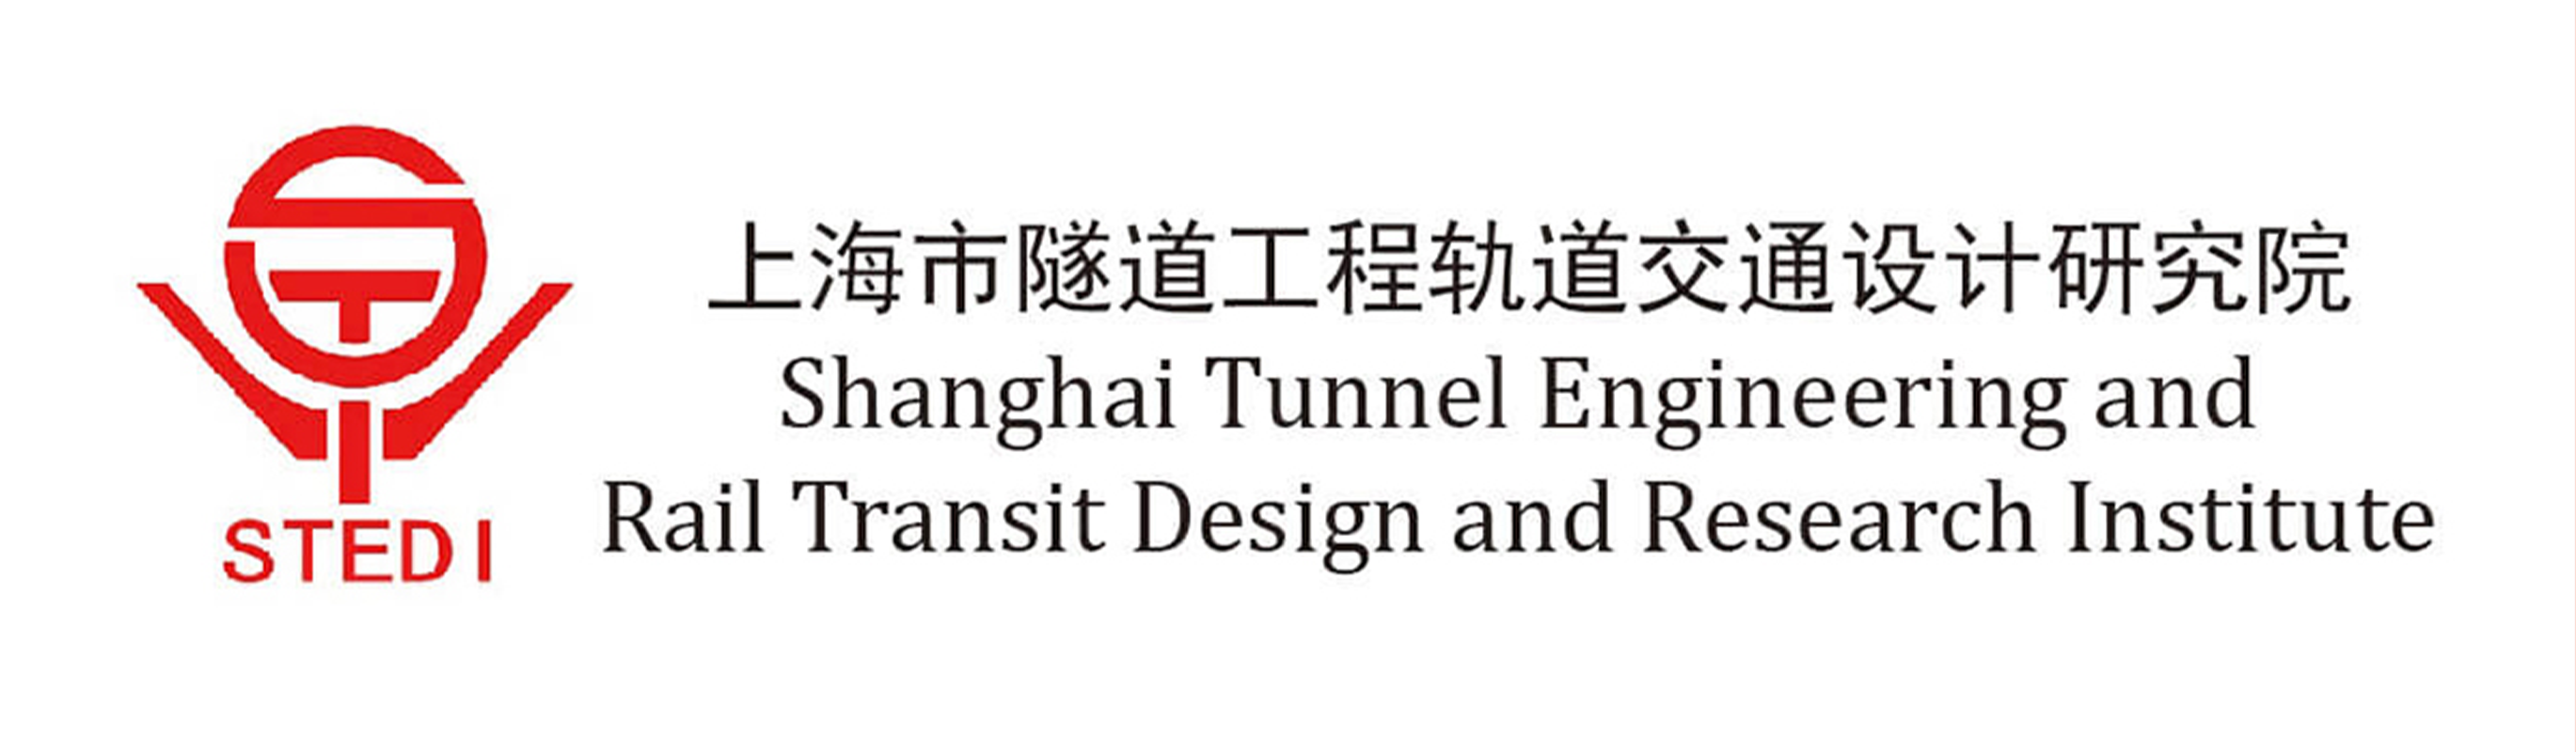 上海市隧道工程轨道交通设计研究院
Shanghai Tunnel Engineering and
Rail Transit Design and Research Institute
STEDI